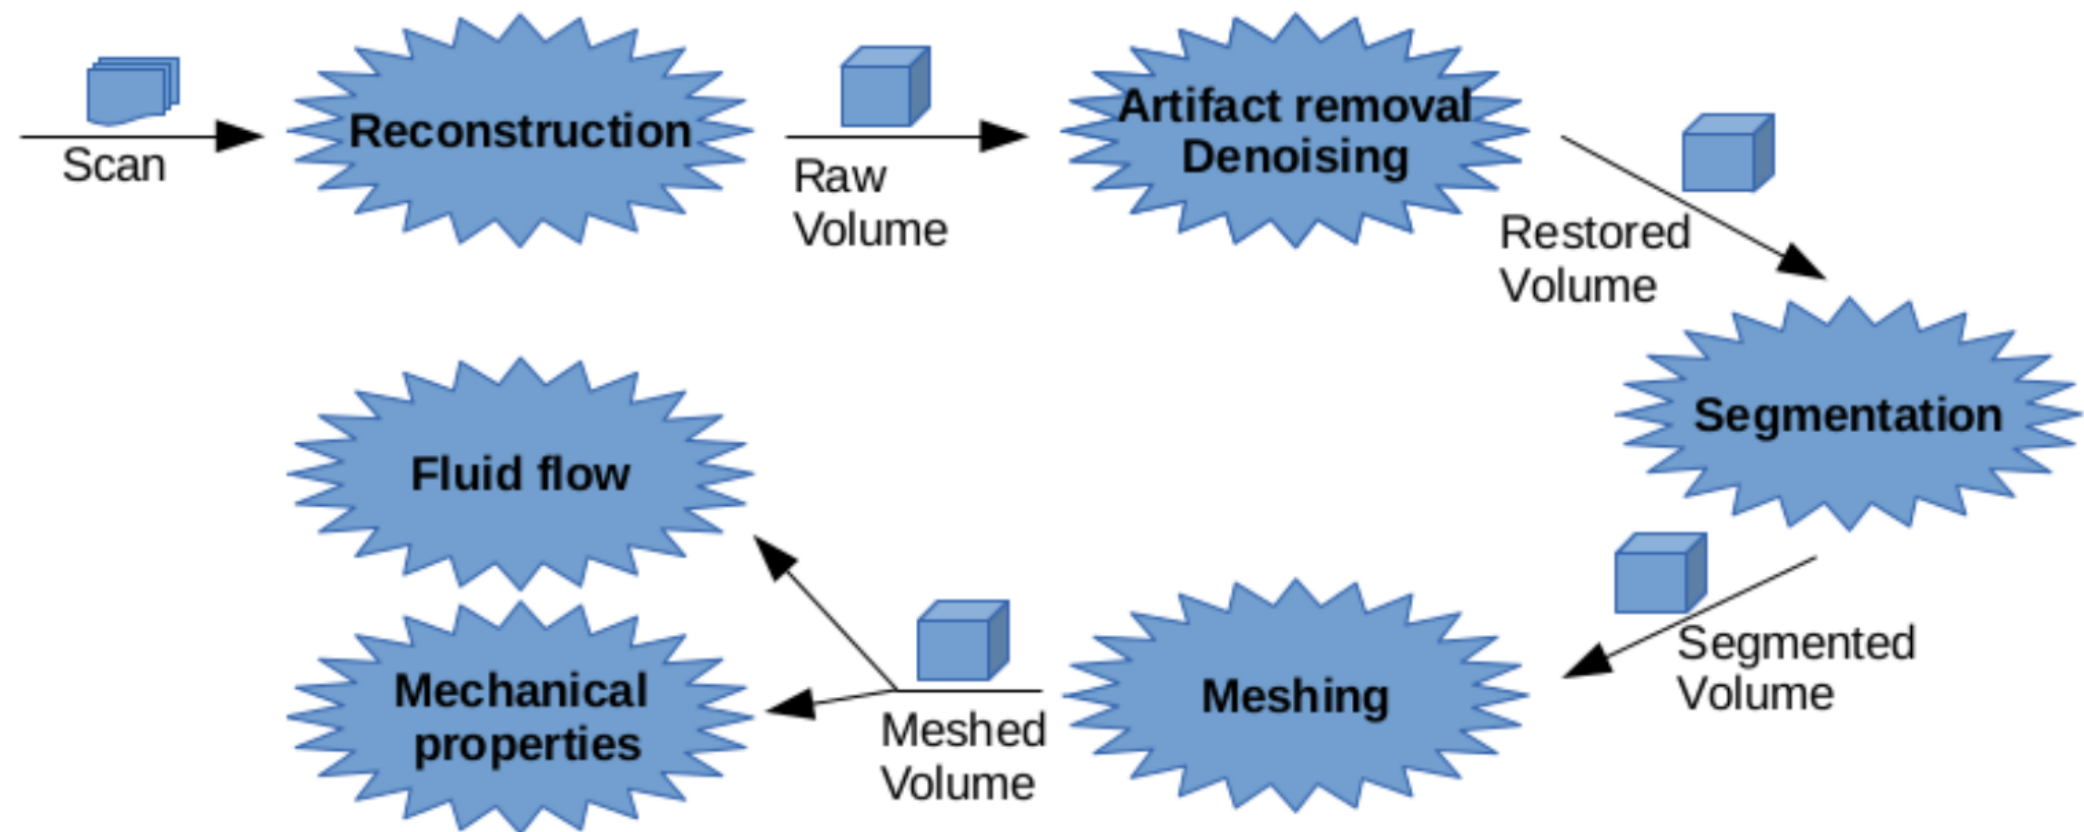 Scan
Reconstruction
Raw
Volume
Artifact removal
Denoising
Restored
Volume
Segmentation
Segmented
Volume
Meshing
Meshed
Volume
Fluid flow
Mechanical
properties